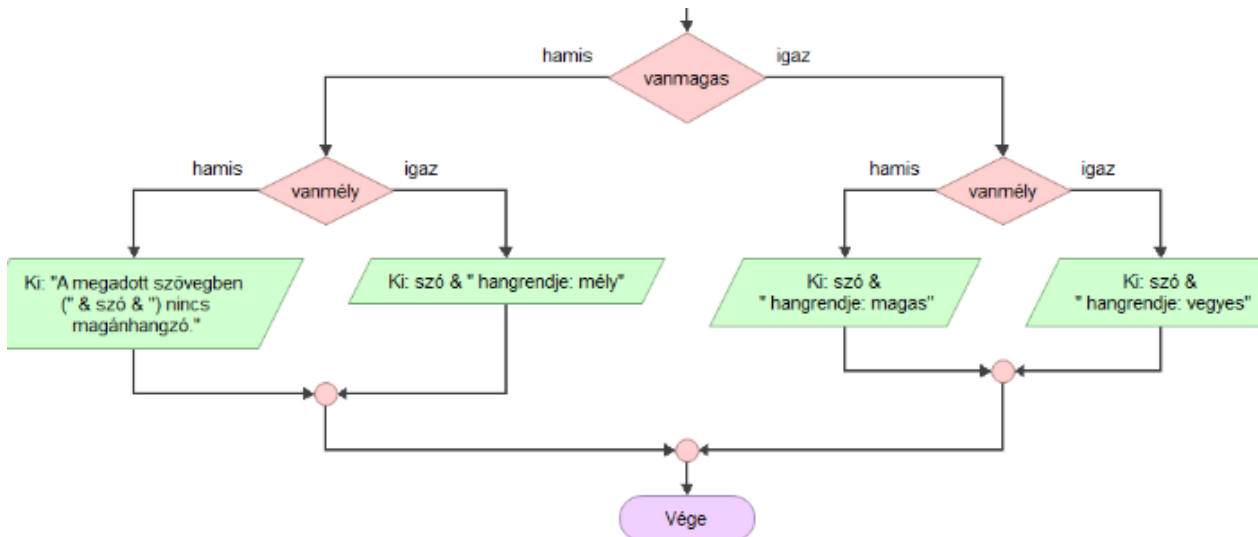 hamis
igaz
vanmagas
hamis
igaz
hamis
igaz
vanmély
vanmély
Ki: "A megadott szövegben
(" & szó & ") nincs
magánhangzó."
Ki: szó & " hangrendje: mély"
Ki: szó &
" hangrendje: magas"
Ki: szó &
" hangrendje: vegyes"
Vége